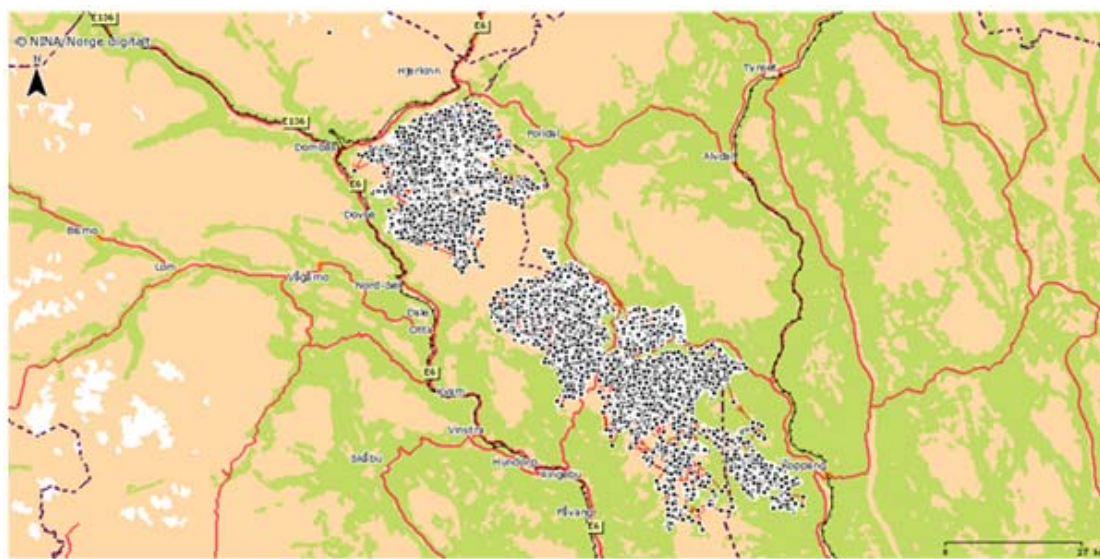 E136
E6
© NINA/Norge digitalt
N
Hjerkinn
Tynset
E136
Folldal
Dombås
Alvdal
E6
Dovre
Bismo
Lom
Vågåmo
Nord-Sel
Otta
E6
Kvam
Vinstra
Skåbu
Hundorp
Ringebu
Koppang
Fåvang
E6